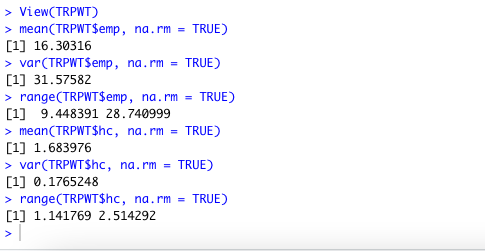 > View(TRPWT)
> mean(TRPWT$emp, na.rm = TRUE)
[1] 16.30316
> var(TRPWT$emp, na.rm = TRUE)
[1] 31.57582
> range(TRPWT$emp, na.rm = TRUE)
[1]  9.448391 28.740999
> mean(TRPWT$hc, na.rm = TRUE)
[1] 1.683976
> var(TRPWT$hc, na.rm = TRUE)
[1] 0.1765248
> range(TRPWT$hc, na.rm = TRUE)
[1] 1.141769 2.514292
>